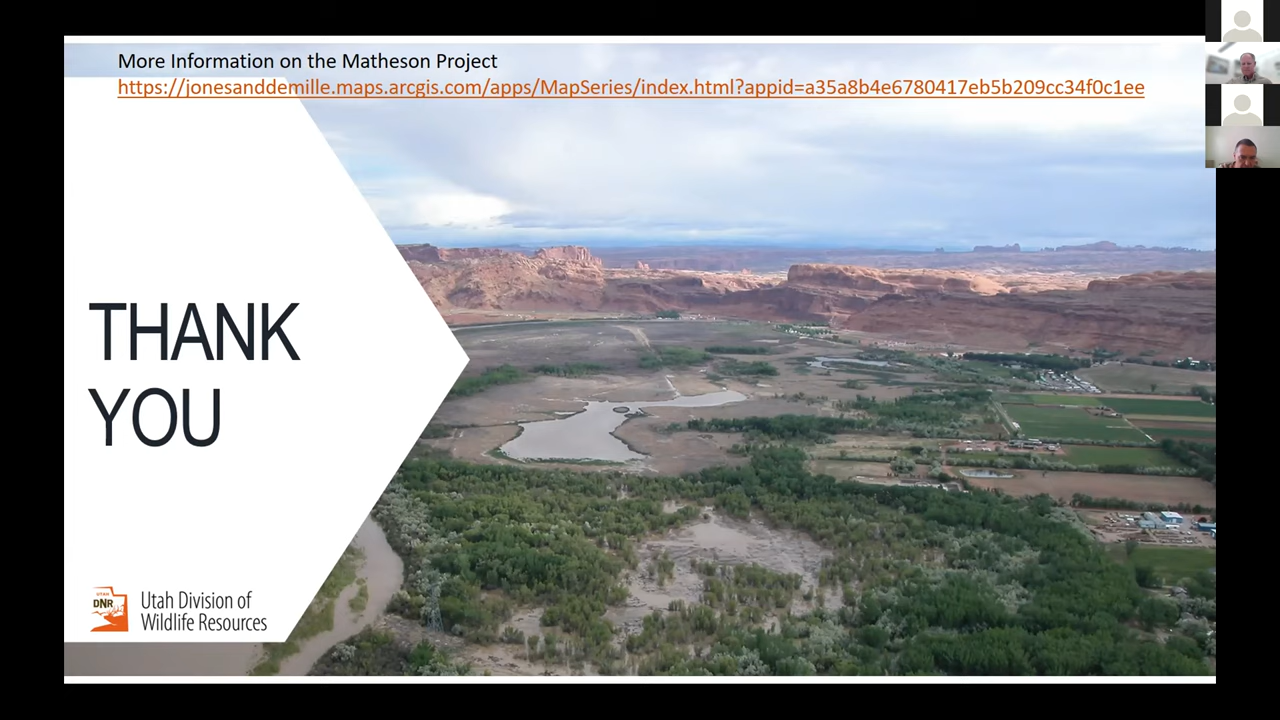 More Information on the Matheson Project
https://jonesanddemille.maps.arcgis.com/apps/MapSeries/index.html?appid=a35a8b4e6780417eb5b209cc34f0c1ee
THANK
YOU
UTAH
DNR
Utah Division of
Wildlife Resources